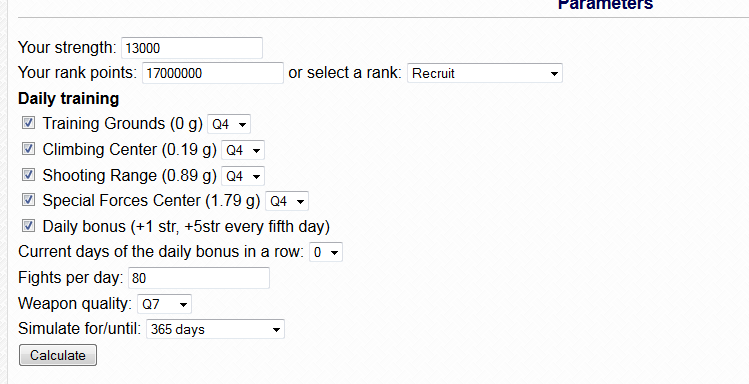 Parameters
Your strength: 13000
Your rank points: 17000000 or select a rank: Recruit
Daily training
Training Grounds (0 g) Q4
Climbing Center (0.19 g) Q4
Shooting Range (0.89 g) Q4
Special Forces Center (1.79 g) Q4
Daily bonus (+1 str, +5str every fifth day)
Current days of the daily bonus in a row: 0
Fights per day: 80
Weapon quality: Q7
Simulate for/until: 365 days
Calculate